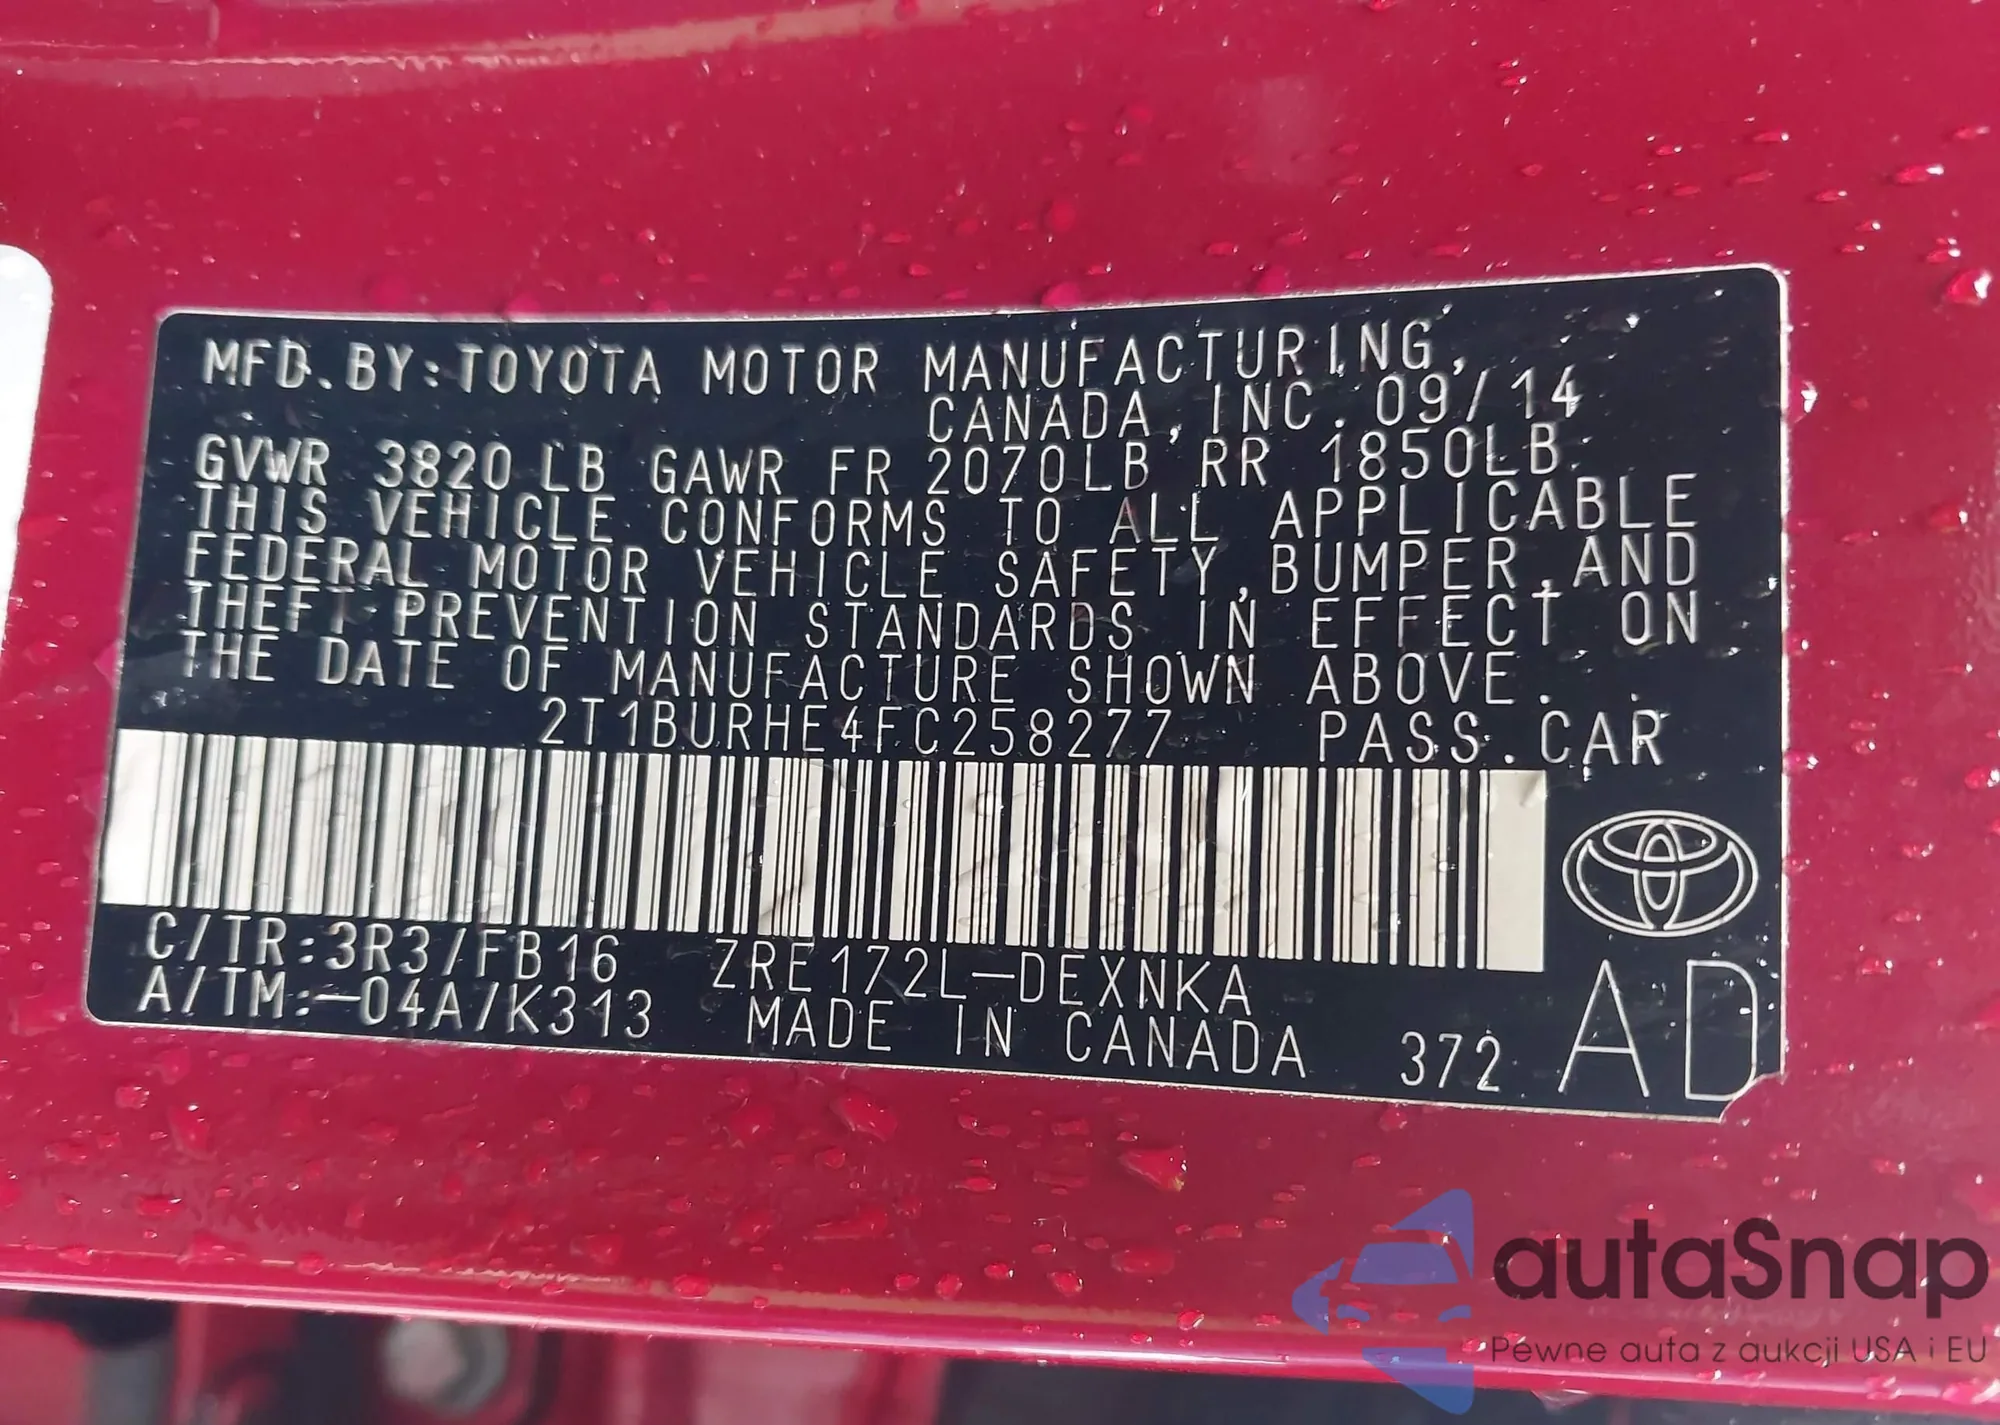 MFD.BY:TOYOTA MOTOR MANUFACTURING,
CANADA,INC. 09/14
GVWR 3820 LB GAWR FR 2070LB RR 1850LB
THIS VEHICLE CONFORMS TO ALL APPLICABLE
FEDERAL MOTOR VEHICLE SAFETY,BUMPER,AND
THEFT PREVENTION STANDARDS IN EFFECT ON
THE DATE OF MANUFACTURE SHOWN ABOVE.
2T1BURHE4FC258277 PASS.CAR
C/TR:3R3/FB16 ZRE172L-DEXNKA
A/TM:-04A/K313 MADE IN CANADA 372 AD
autaSnap
Pewne auta z aukcji USA i EU